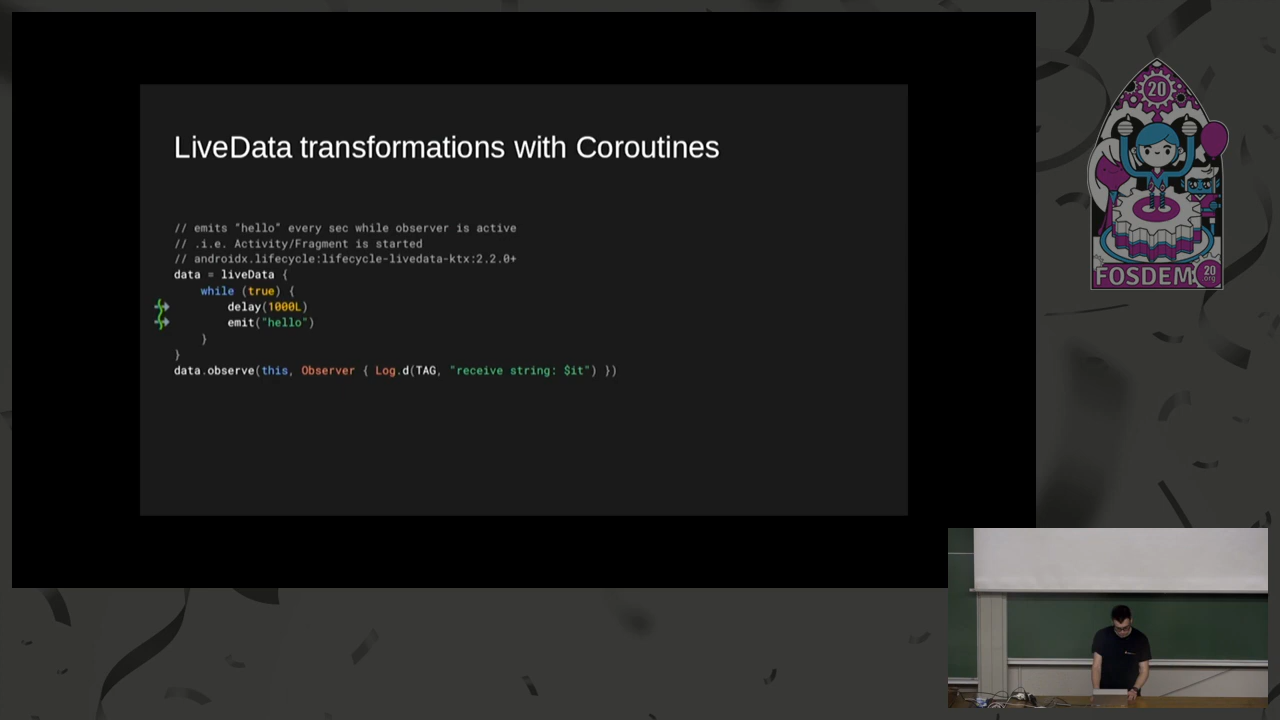 LiveData transformations with Coroutines
// emits "hello" every sec while observer is active
// .i.e. Activity/Fragment is started
// androidx.lifecycle:lifecycle-livedata-ktx:2.2.0+
data = liveData {
while (true) {
delay(1000L)
emit("hello")
}
}
data.observe(this, Observer { Log.d(TAG, "receive string: $it") })
20
FOSDEM
20
.org